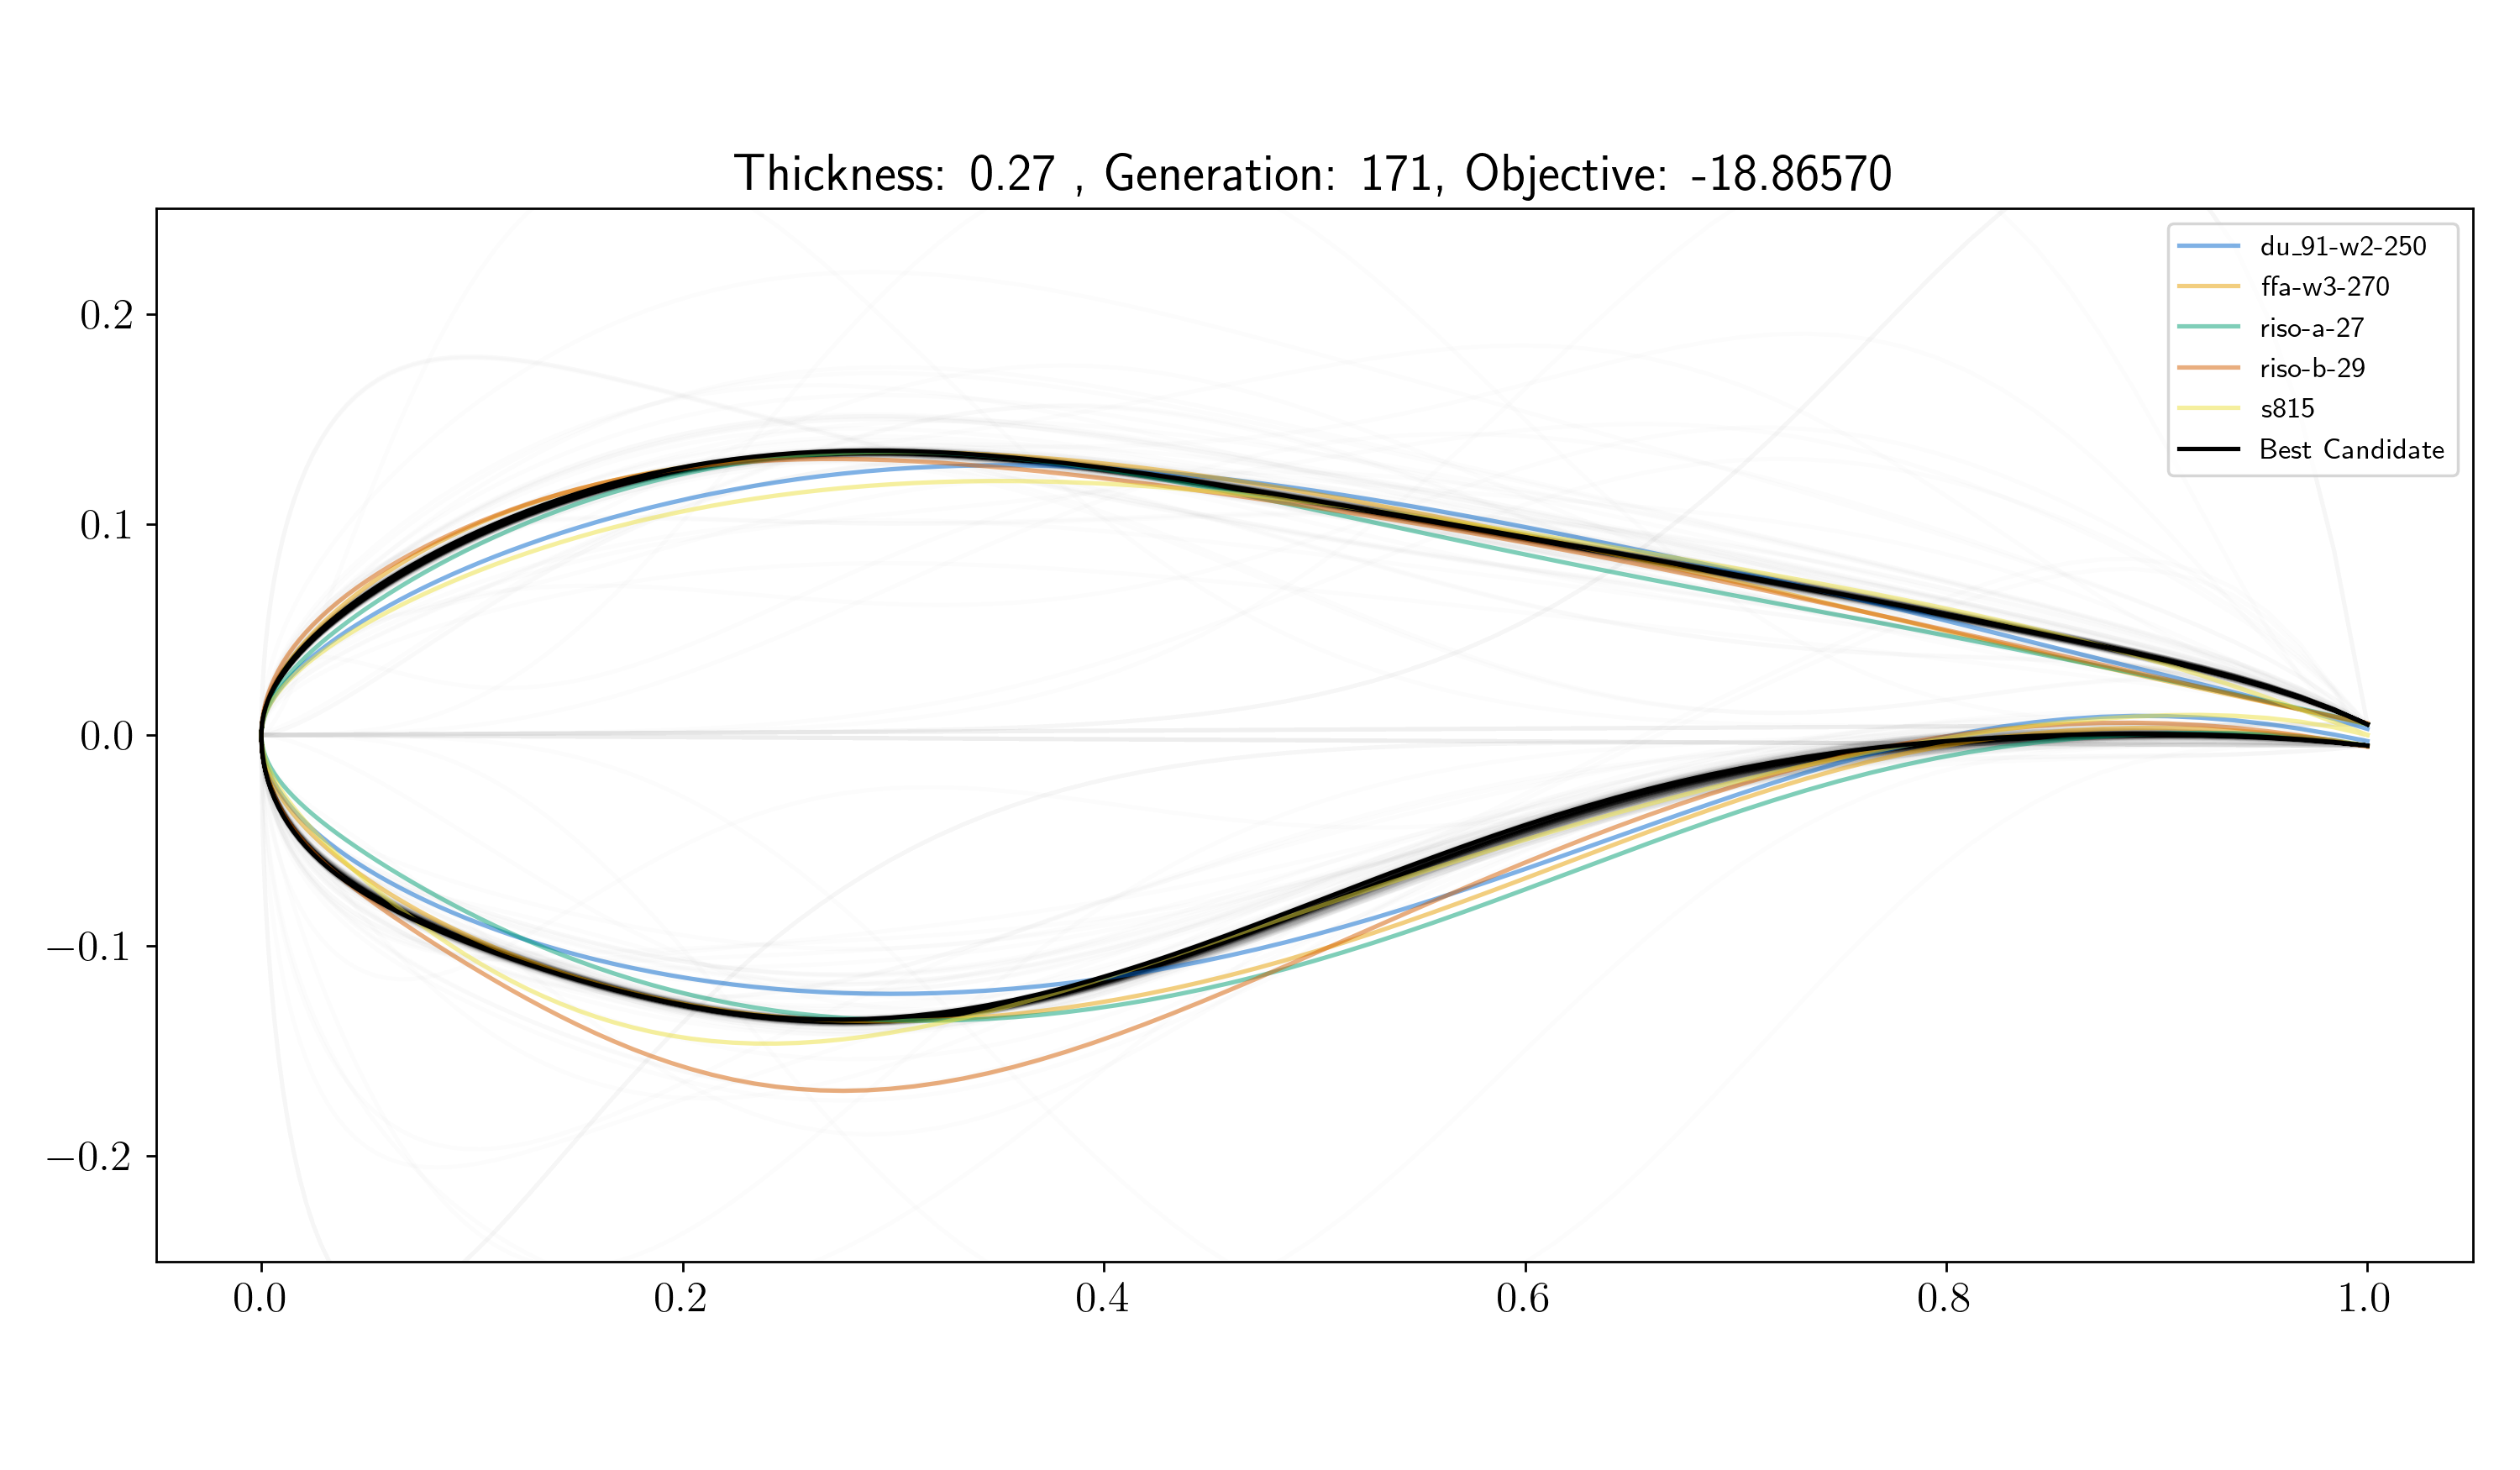 Thickness: 0.27 , Generation: 171, Objective: -18.86570
du_91-w2-250
ffa-w3-270
riso-a-27
riso-b-29
s815
Best Candidate
0.2
0.1
0.0
−0.1
−0.2
0.0 0.2 0.4 0.6 0.8 1.0